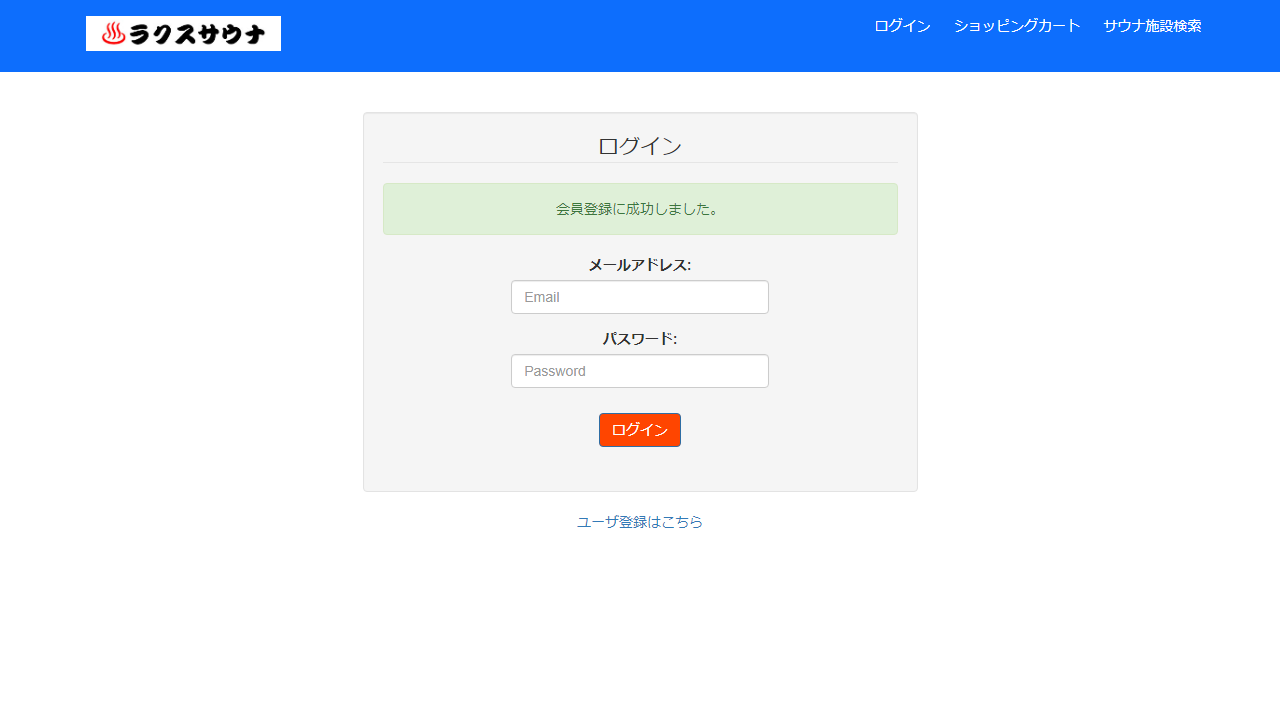 ラクスサウナ
ログイン ショッピングカート サウナ施設検索
ログイン
会員登録に成功しました。
メールアドレス:
Email
パスワード:
Password
ログイン
ユーザ登録はこちら